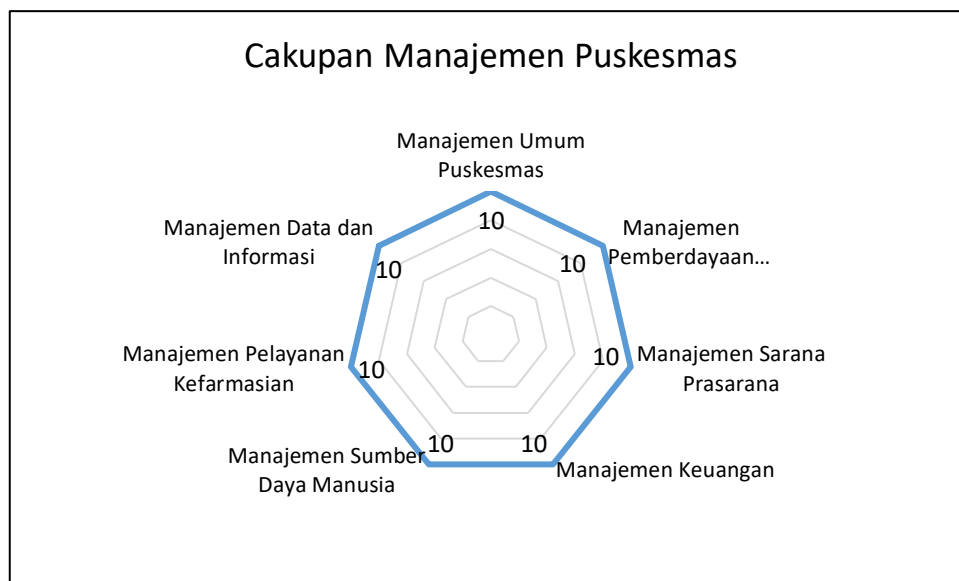 Cakupan Manajemen Puskesmas
Manajemen Umum
Puskesmas
10
Manajemen
Pemberdayaan...
10
Manajemen Sarana
Prasarana
10
Manajemen Keuangan
10
Manajemen Sumber
Daya Manusia
10
Manajemen Pelayanan
Kefarmasian
10
Manajemen Data dan
Informasi
10